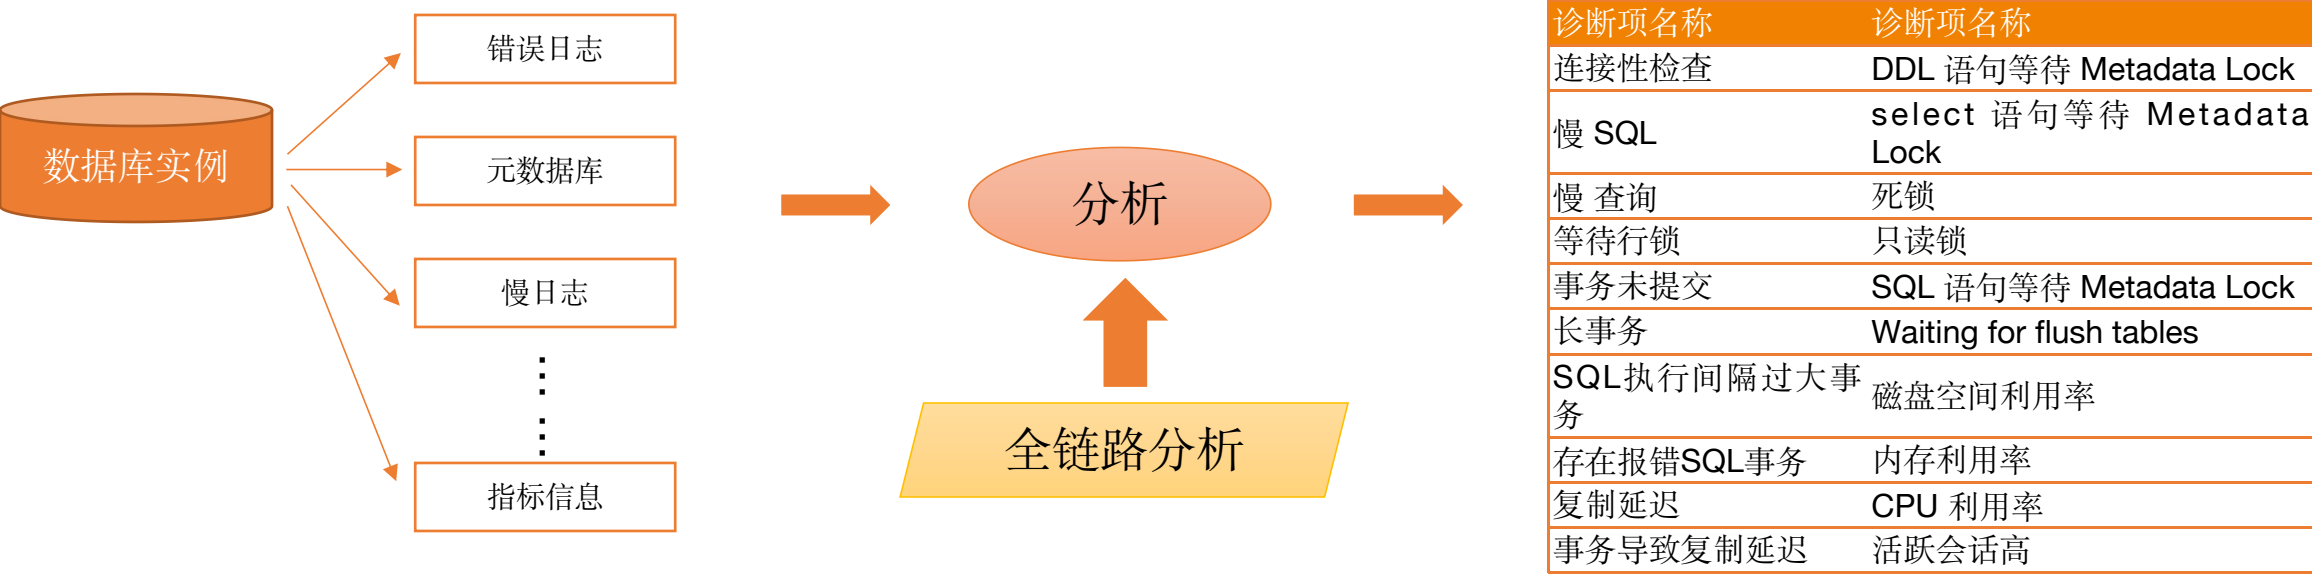 数据库实例
错误日志
元数据库
慢日志
指标信息
分析
全链路分析
诊断项名称 诊断项名称
连接性检查 DDL 语句等待 Metadata Lock
慢 SQL select 语句等待 Metadata
Lock
慢 查询 死锁
等待行锁 只读锁
事务未提交 SQL 语句等待 Metadata Lock
长事务 Waiting for flush tables
SQL执行间隔过大事
务 磁盘空间利用率
存在报错SQL事务 内存利用率
复制延迟 CPU 利用率
事务导致复制延迟 活跃会话高